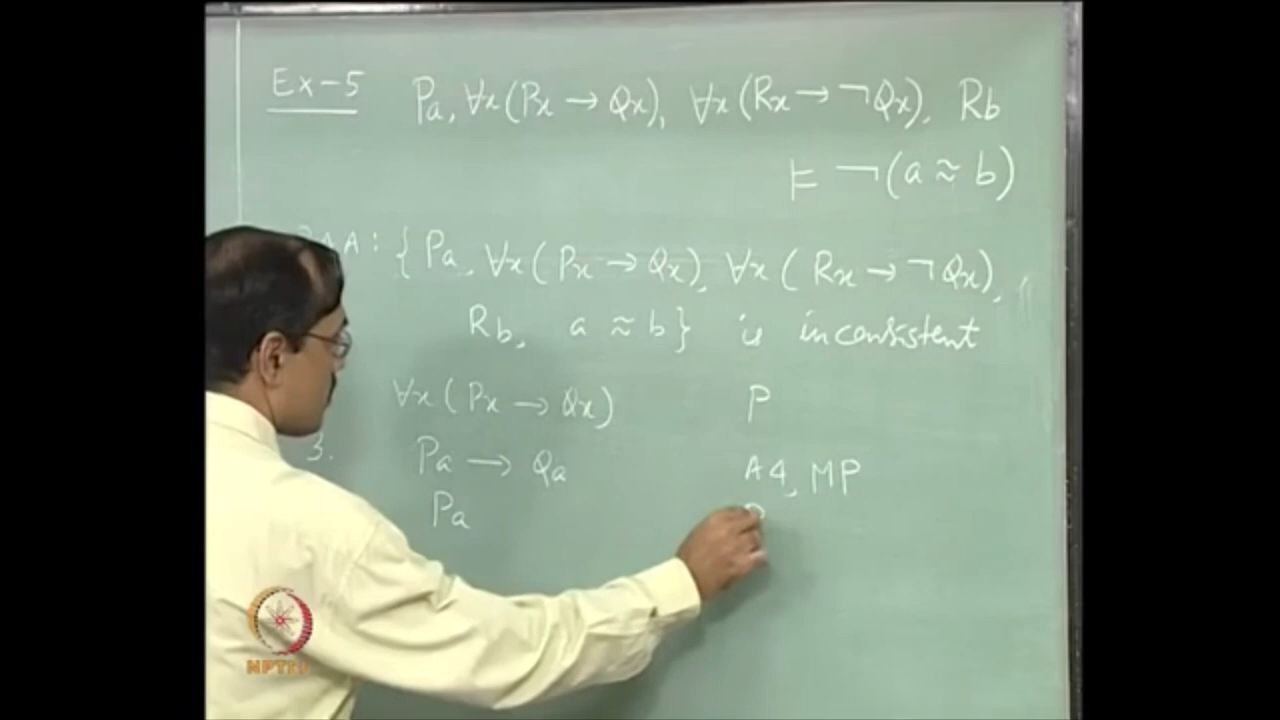 Ex-5 Pa, ∀x(Px → Qx), ∀x(Rx → ¬Qx), Rb
⊨ ¬(a ≈ b)
AA: {Pa, ∀x(Px → Qx), ∀x(Rx → ¬Qx),
Rb, a ≈ b} is inconsistent
∀x(Px → Qx) P
3. Pa → Qa A4, MP
Pa P
NPTEL